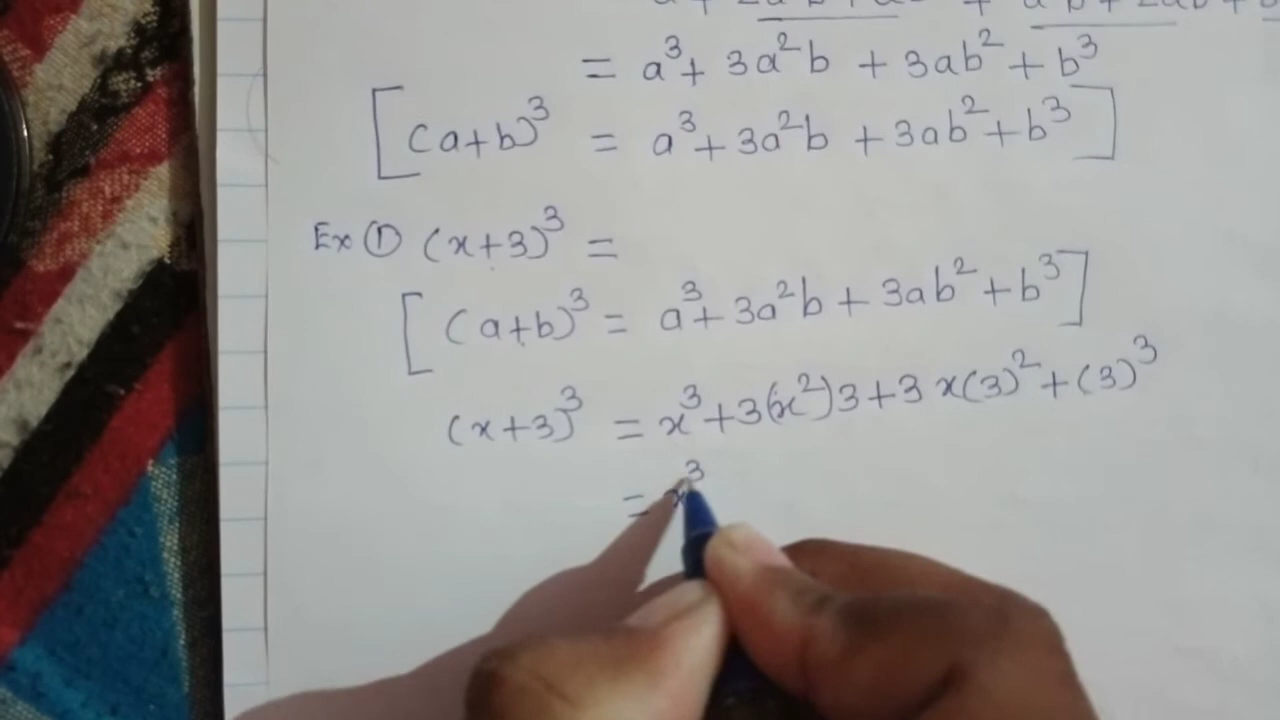 = a³ + 3a²b + 3ab² + b³
[(a+b)³ = a³ + 3a²b + 3ab² + b³]
Ex ① (x+3)³ =
[(a+b)³ = a³ + 3a²b + 3ab² + b³]
(x+3)³ = x³ + 3(x²)3 + 3x(3)² + (3)³
= x³